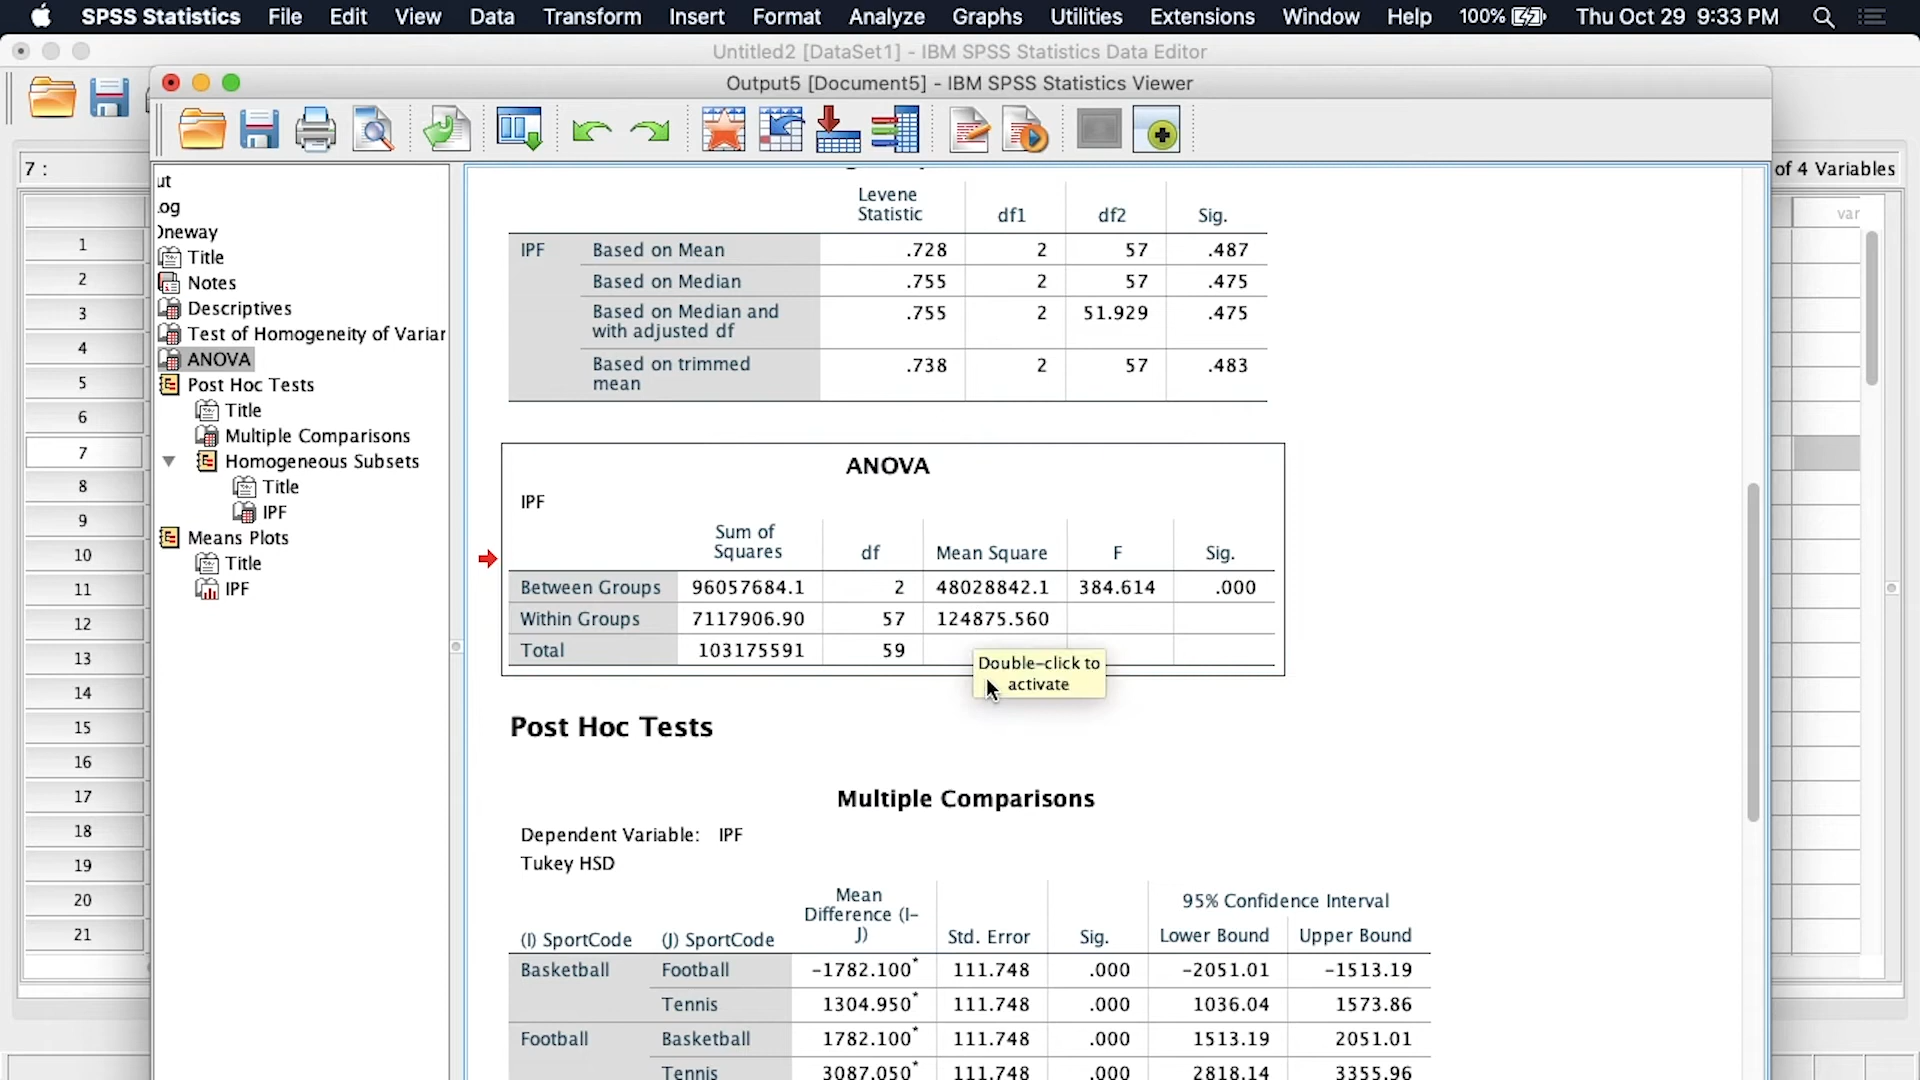 SPSS Statistics File Edit View Data Transform Insert Format Analyze Graphs Utilities Extensions Window Help 100% Thu Oct 29 9:33 PM
Untitled2 [DataSet1] - IBM SPSS Statistics Data Editor
Output5 [Document5] - IBM SPSS Statistics Viewer
7 :
of 4 Variables
var
1
2
3
4
5
6
7
8
9
10
11
12
13
14
15
16
17
18
19
20
21
ut
.og
Oneway
Title
Notes
Descriptives
Test of Homogeneity of Varian
ANOVA
Post Hoc Tests
Title
Multiple Comparisons
Homogeneous Subsets
Title
IPF
Means Plots
Title
IPF
Levene
Statistic df1 df2 Sig.
IPF Based on Mean .728 2 57 .487
Based on Median .755 2 57 .475
Based on Median and
with adjusted df .755 2 51.929 .475
Based on trimmed
mean .738 2 57 .483
ANOVA
IPF
Sum of
Squares df Mean Square F Sig.
Between Groups 96057684.1 2 48028842.1 384.614 .000
Within Groups 7117906.90 57 124875.560
Total 103175591 59
Double-click to
activate
Post Hoc Tests
Multiple Comparisons
Dependent Variable: IPF
Tukey HSD
Mean
Difference (I-
J)
95% Confidence Interval
(I) SportCode (J) SportCode Std. Error Sig. Lower Bound Upper Bound
Basketball Football -1782.100* 111.748 .000 -2051.01 -1513.19
Tennis 1304.950* 111.748 .000 1036.04 1573.86
Football Basketball 1782.100* 111.748 .000 1513.19 2051.01
Tennis 3087.050* 111.748 .000 2818.14 3355.96